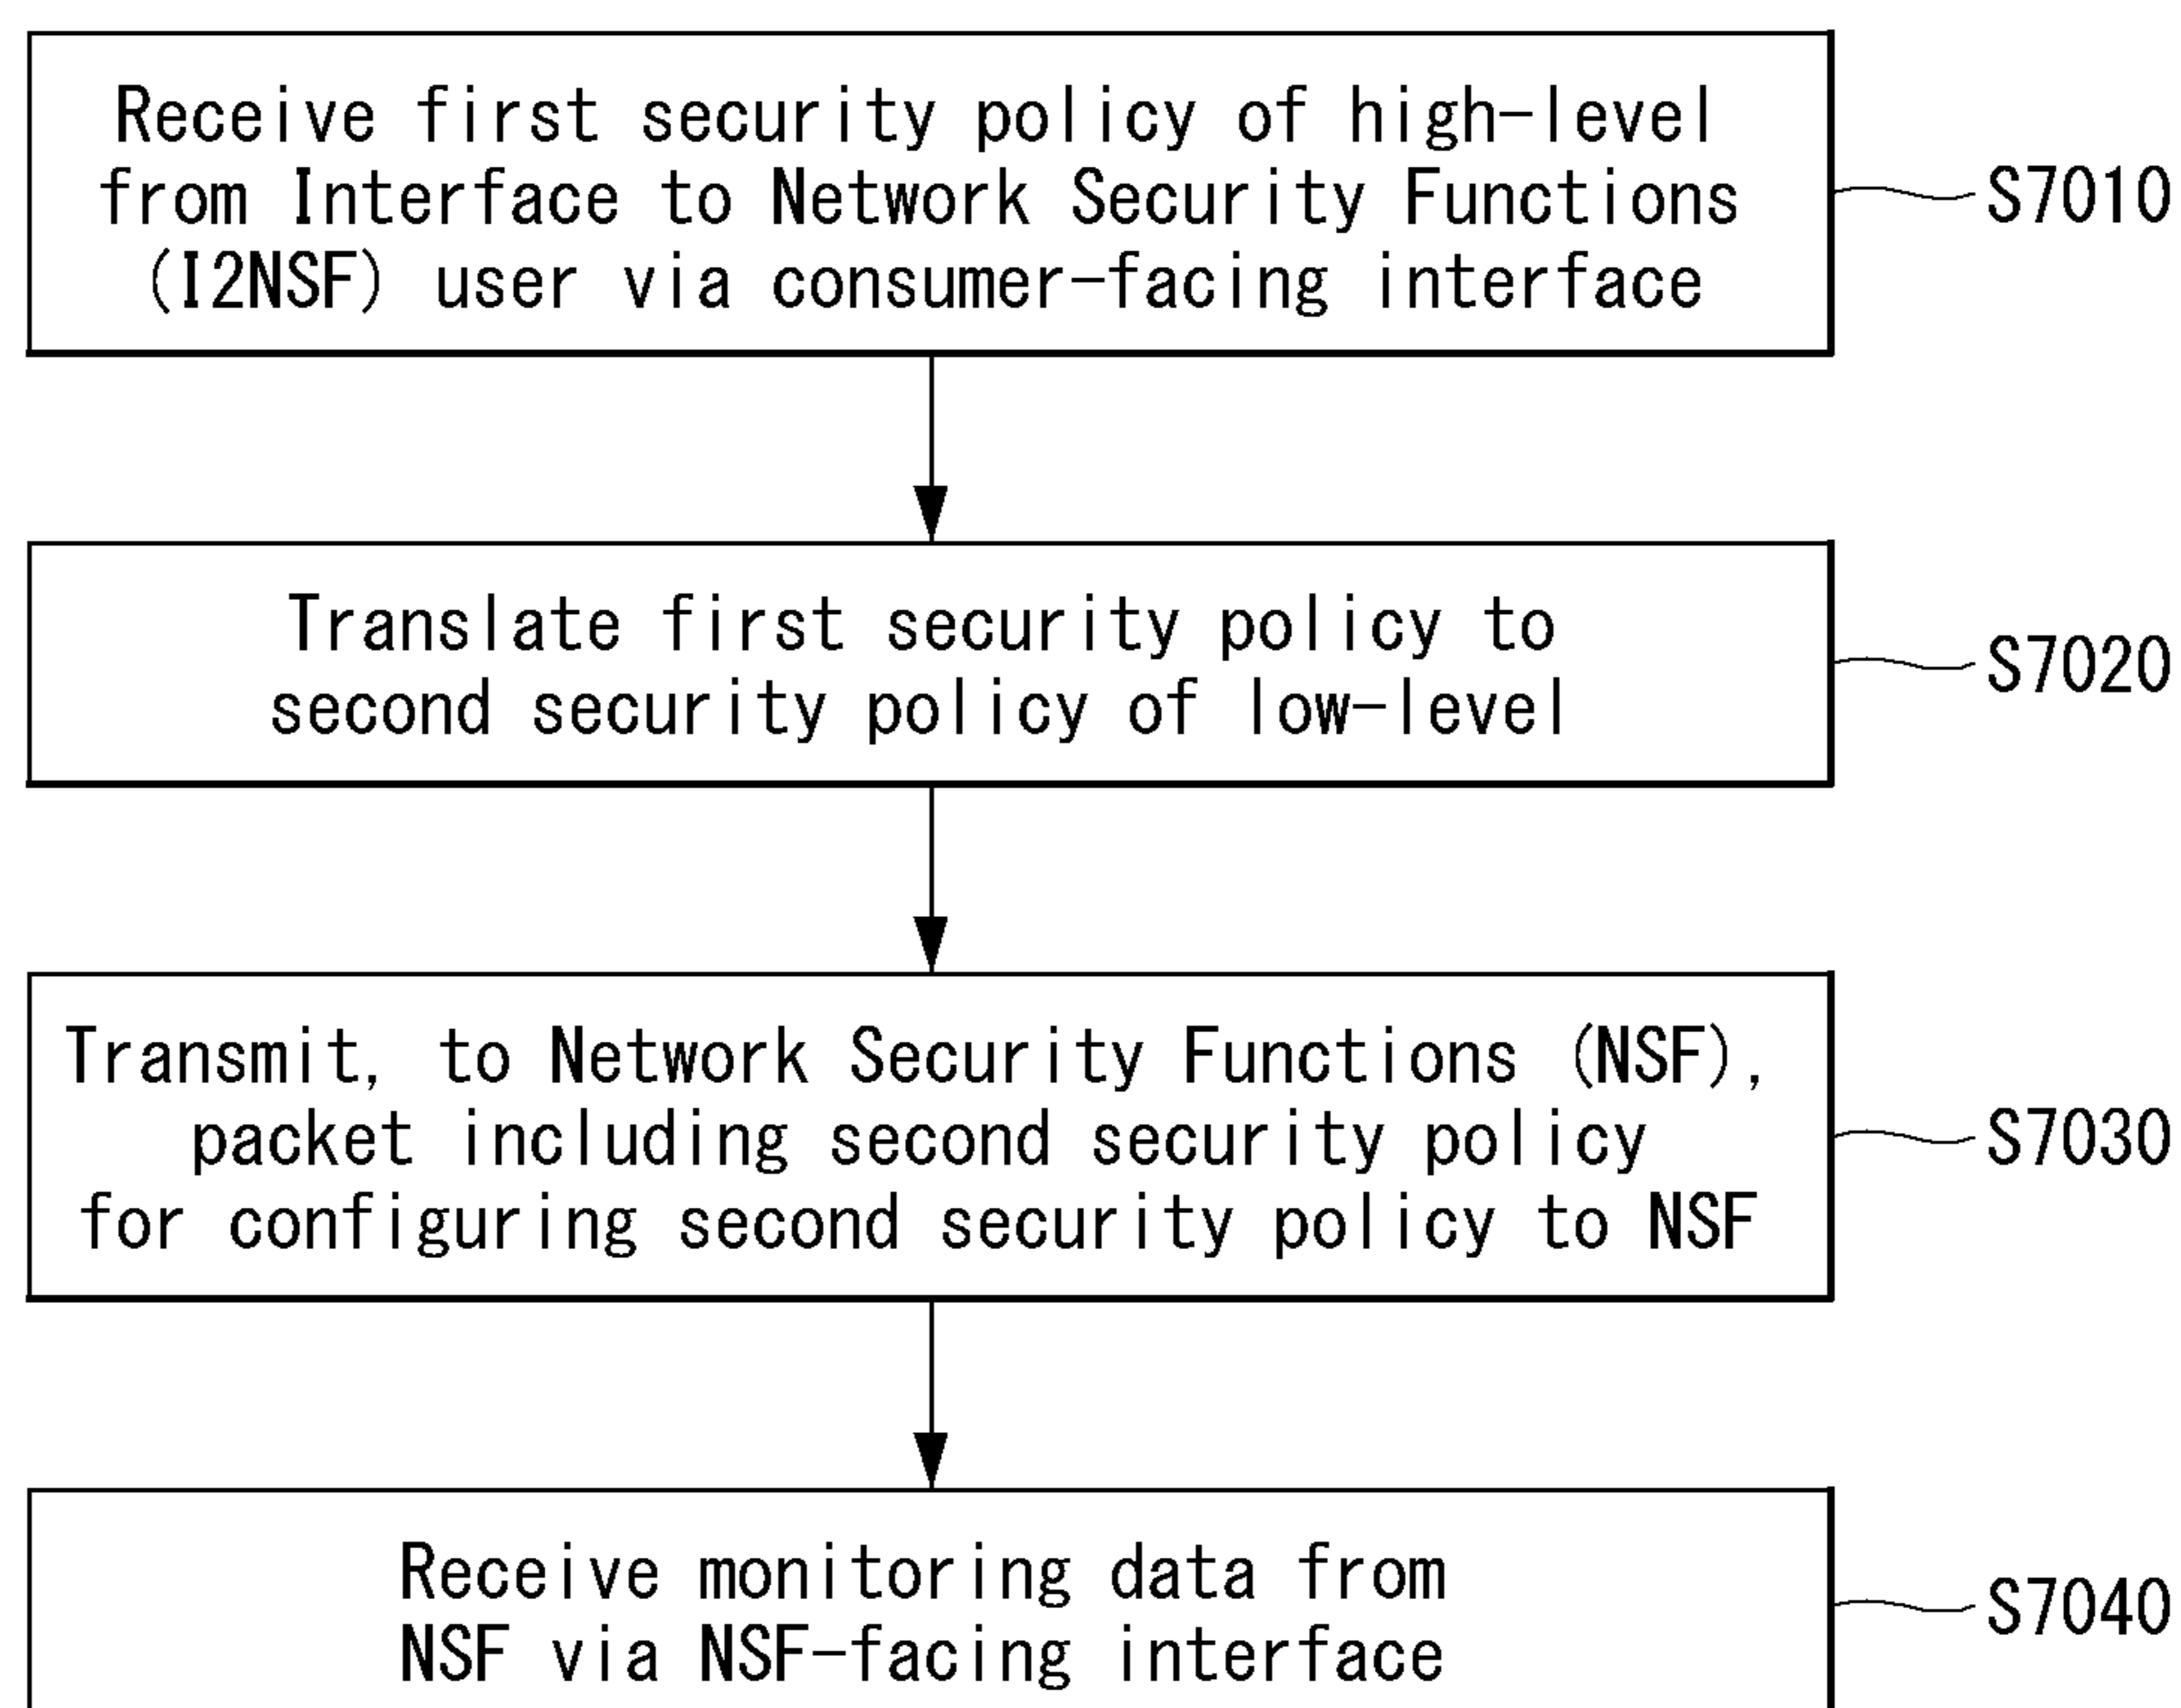 Receive first security policy of high-level
from Interface to Network Security Functions
(I2NSF) user via consumer-facing interface
S7010
Translate first security policy to
second security policy of low-level
S7020
Transmit, to Network Security Functions (NSF),
packet including second security policy
for configuring second security policy to NSF
S7030
Receive monitoring data from
NSF via NSF-facing interface
S7040